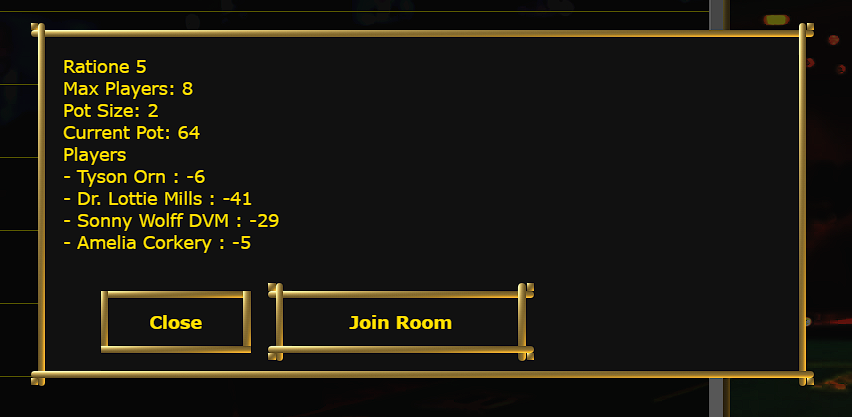 Ratione 5
Max Players: 8
Pot Size: 2
Current Pot: 64
Players
- Tyson Orn : -6
- Dr. Lottie Mills : -41
- Sonny Wolff DVM : -29
- Amelia Corkery : -5
Close
Join Room